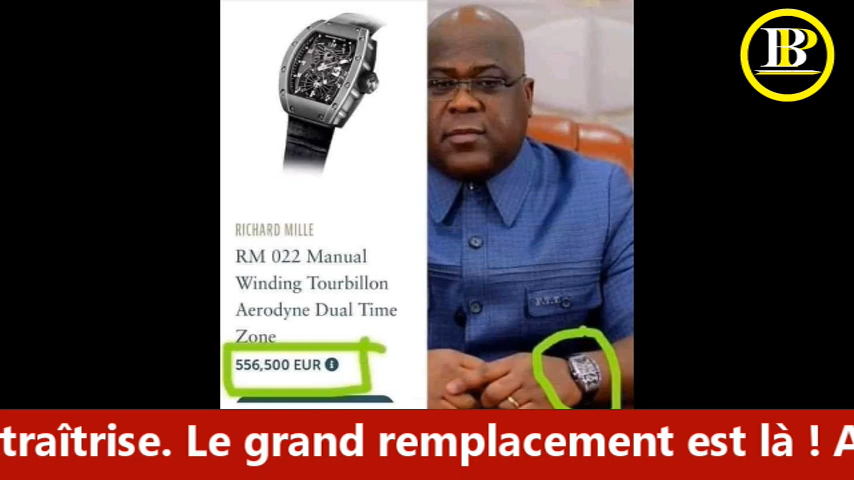 BP
RICHARD MILLE
RM 022 Manual
Winding Tourbillon
Aerodyne Dual Time
Zone
556,500 EUR
traîtrise. Le grand remplacement est là ! A